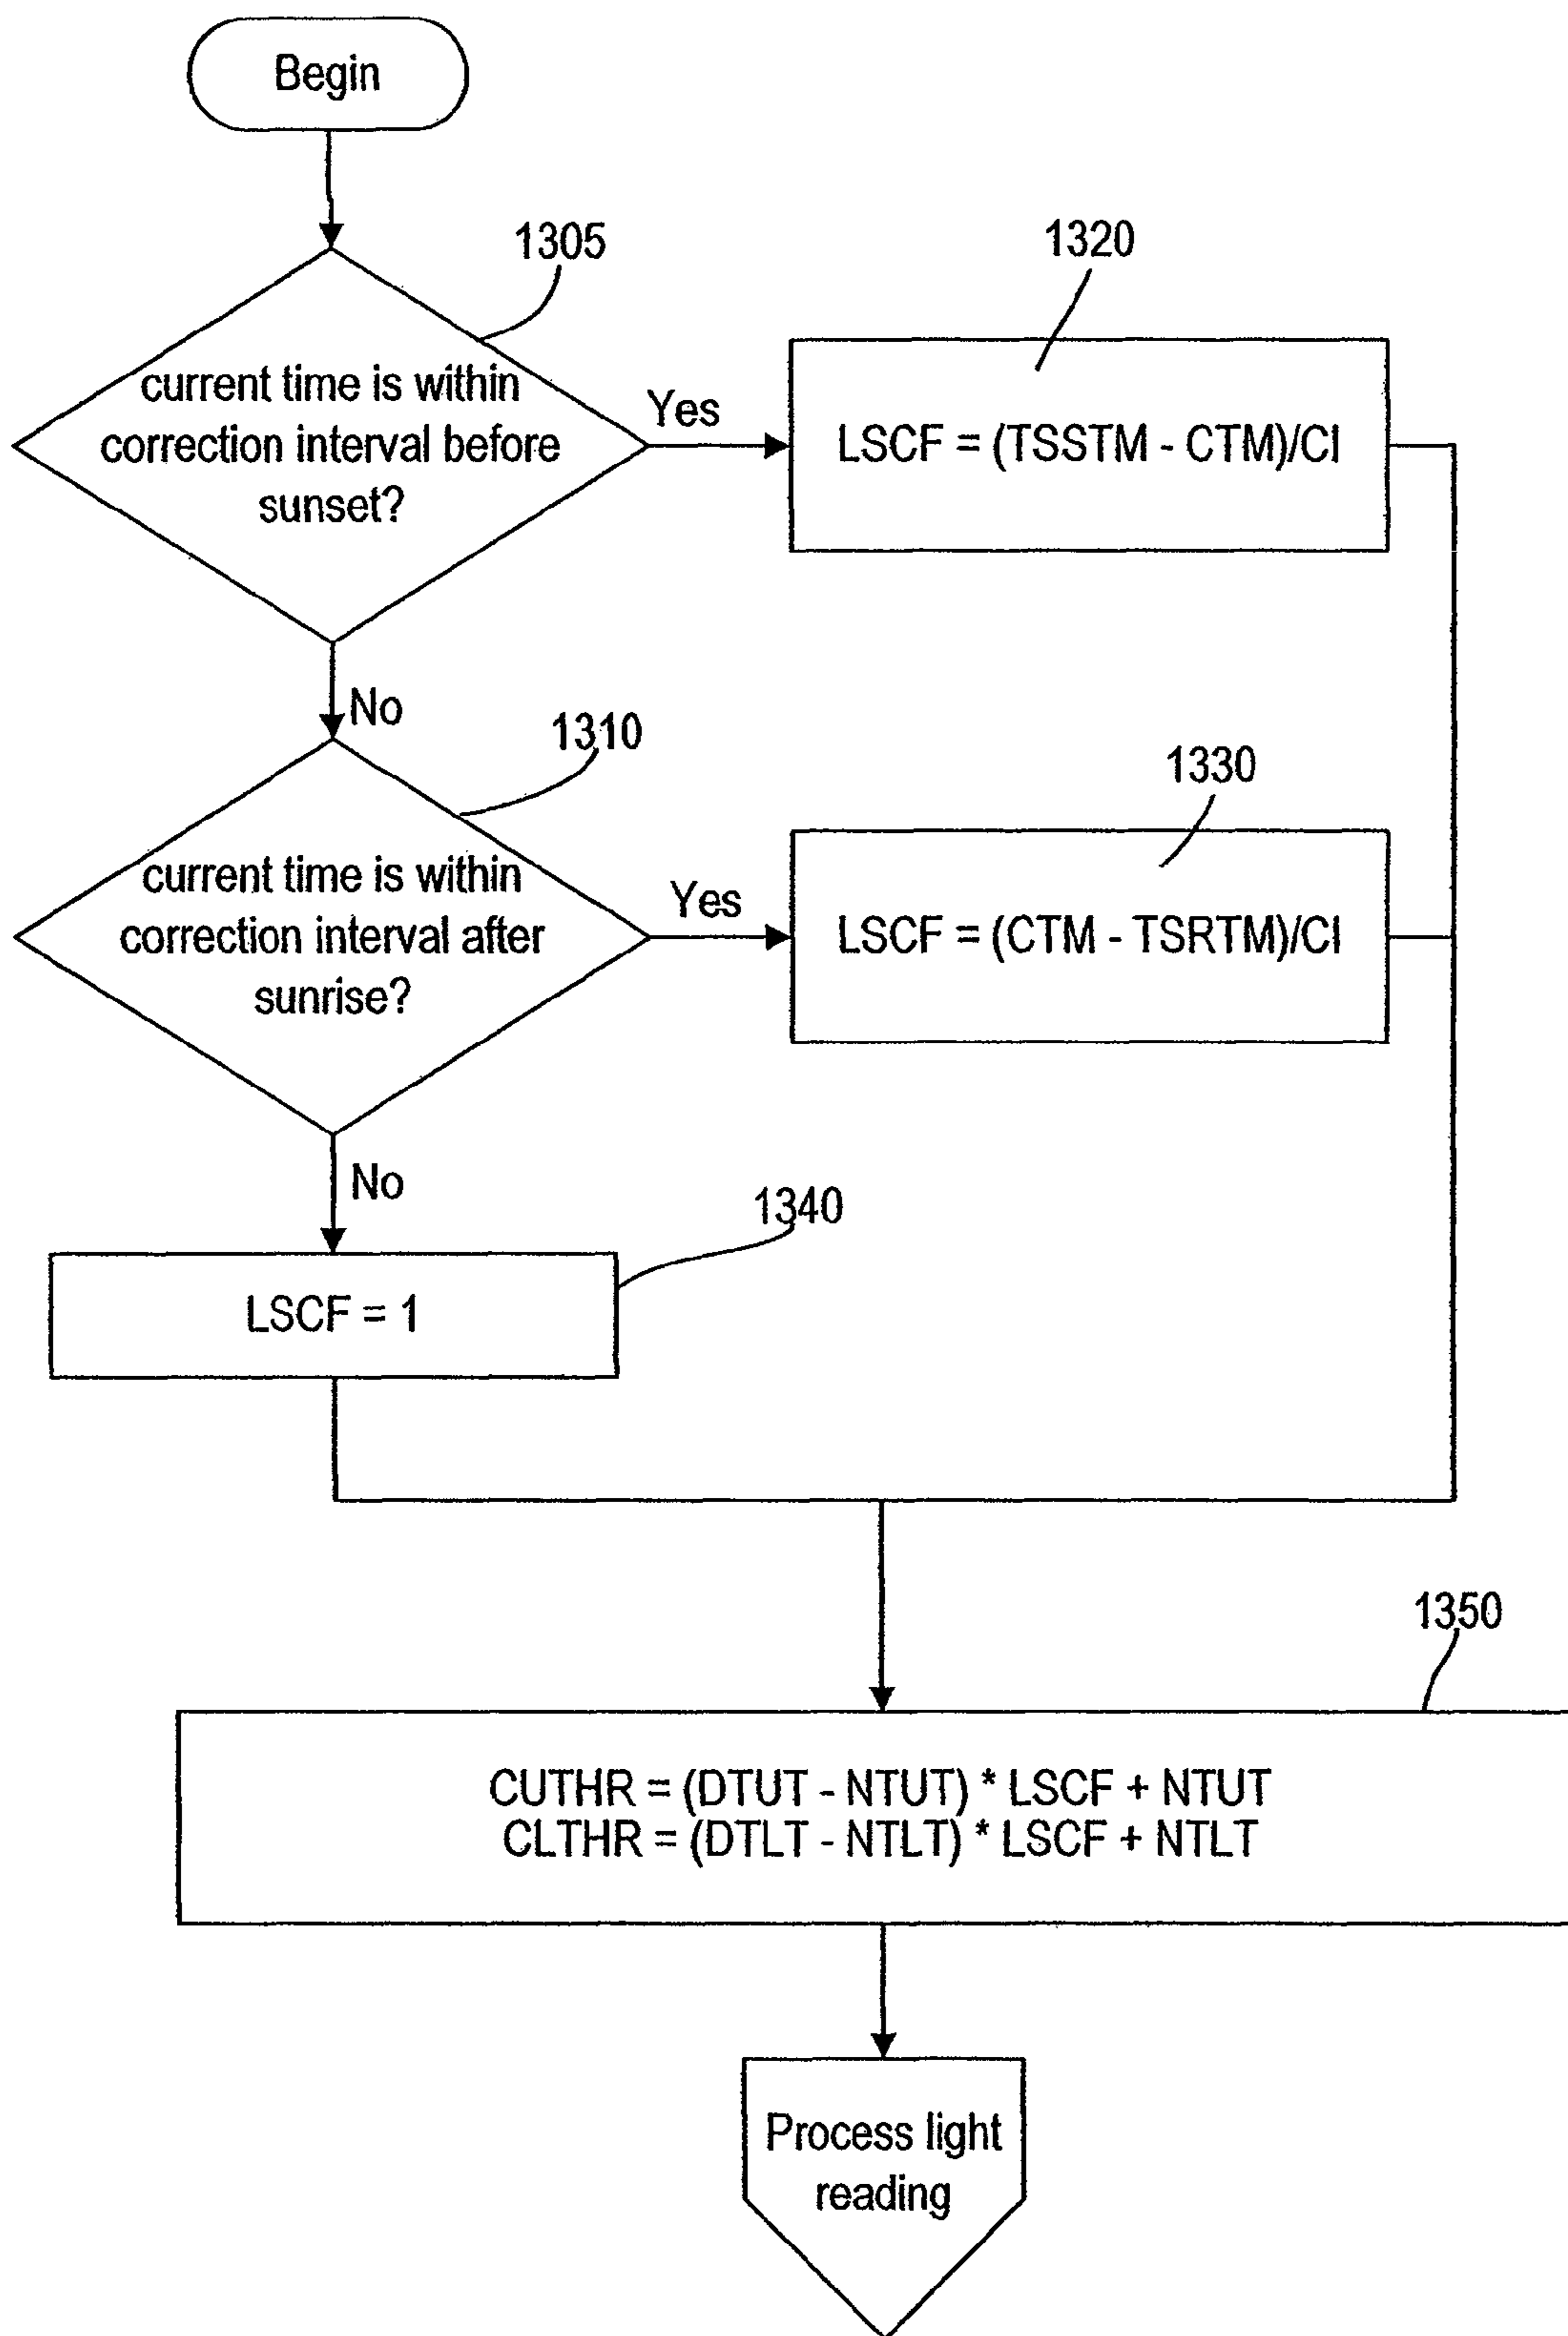 Begin
1305
current time is within
correction interval before
sunset?
Yes
1320
LSCF = (TSSTM - CTM)/CI
No
1310
current time is within
correction interval after
sunrise?
Yes
1330
LSCF = (CTM - TSRTM)/CI
No
1340
LSCF = 1
1350
CUTHR = (DTUT - NTUT) * LSCF + NTUT
CLTHR = (DTLT - NTLT) * LSCF + NTLT
Process light
reading